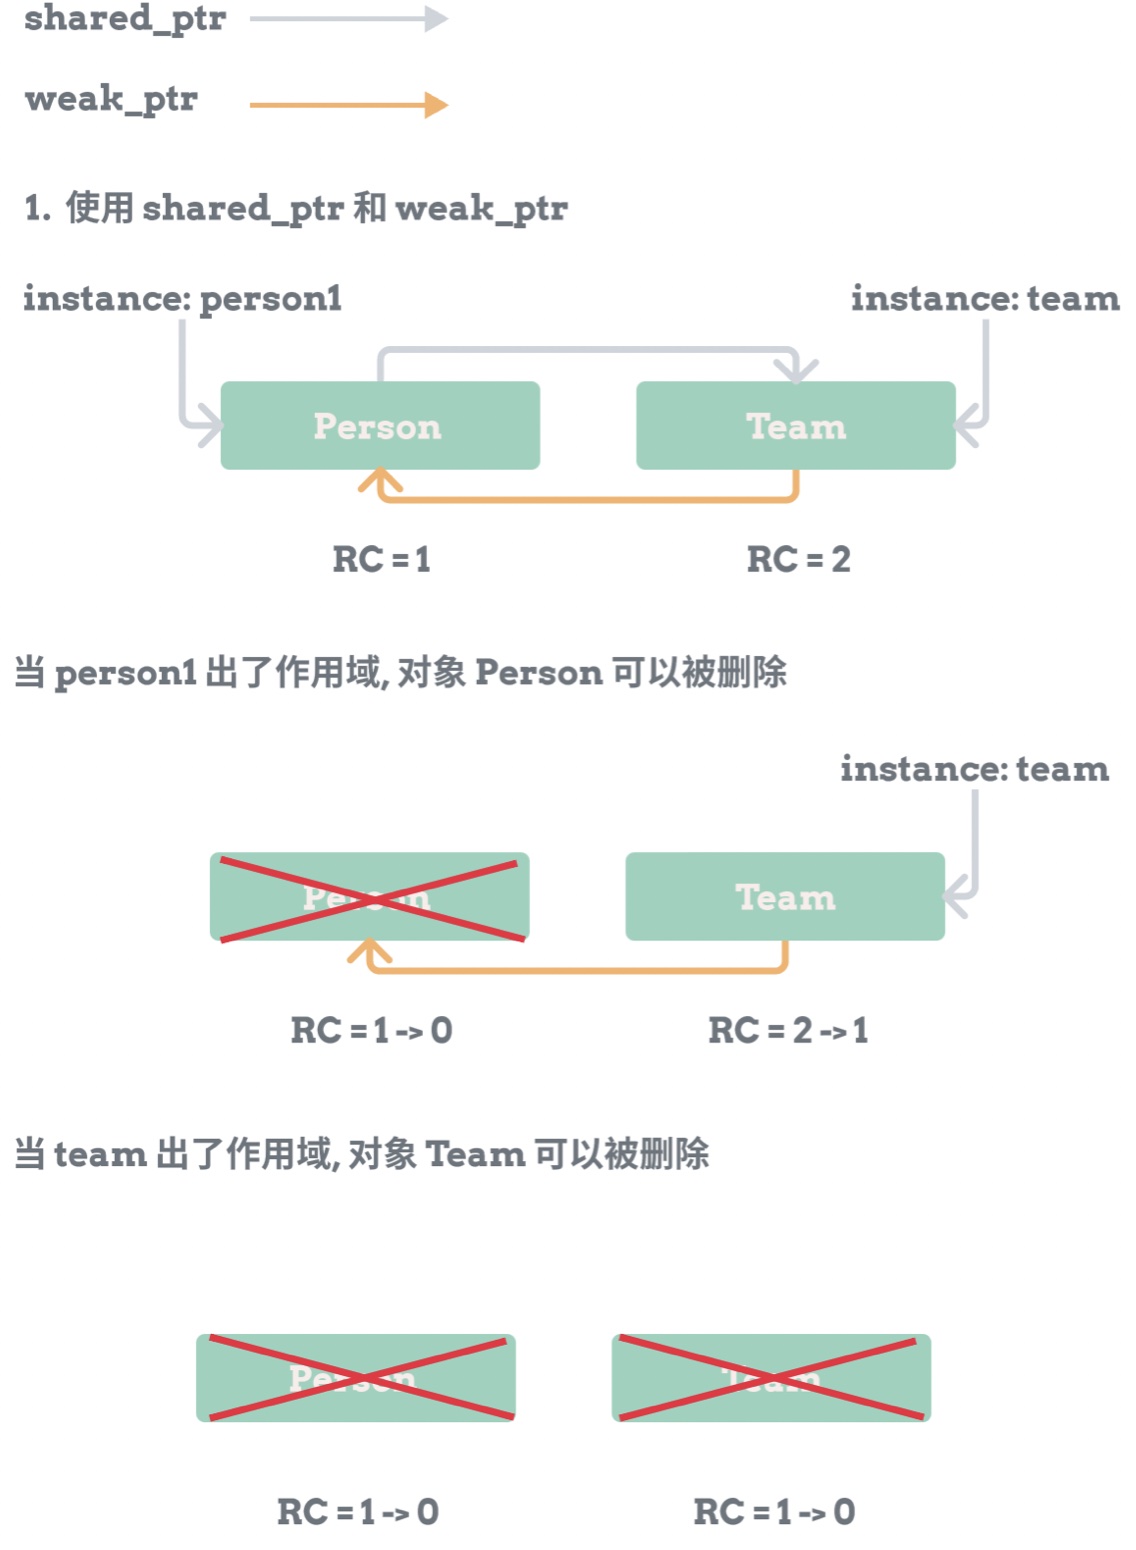 shared_ptr
weak_ptr
1. 使用 shared_ptr 和 weak_ptr
instance: person1
instance: team
Person
Team
RC = 1
RC = 2
当 person1 出了作用域, 对象 Person 可以被删除
instance: team
Person
Team
RC = 1 -> 0
RC = 2 -> 1
当 team 出了作用域, 对象 Team 可以被删除
Person
Team
RC = 1 -> 0
RC = 1 -> 0